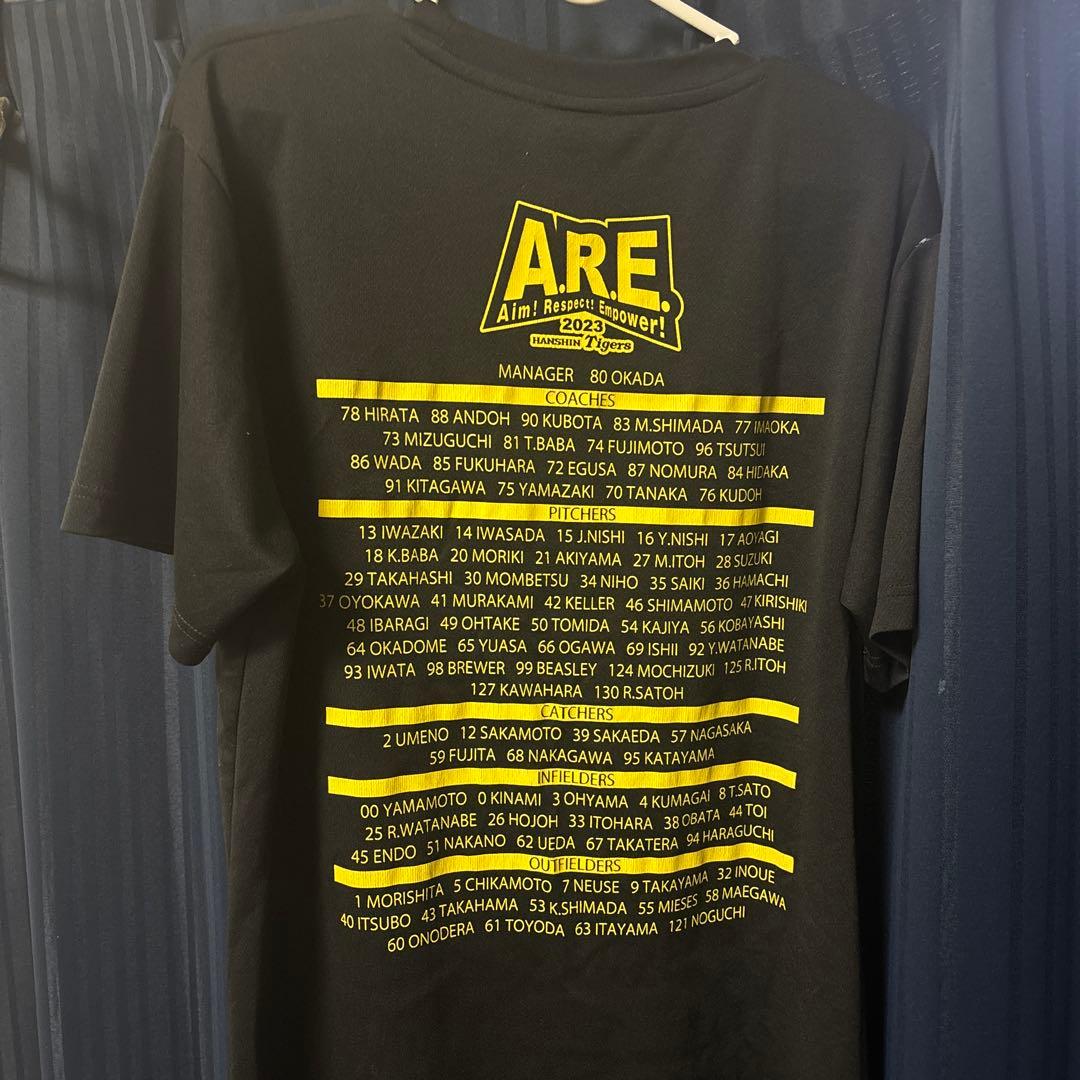 A.R.E.
Aim! Respect! Empower!
2023
HANSHIN Tigers
MANAGER 80 OKADA
COACHES
78 HIRATA 88 ANDOH 90 KUBOTA 83 M.SHIMADA 77 IMAOKA
73 MIZUGUCHI 81 T.BABA 74 FUJIMOTO 96 TSUTSUI
86 WADA 85 FUKUHARA 72 EGUSA 87 NOMURA 84 HIDAKA
91 KITAGAWA 75 YAMAZAKI 70 TANAKA 76 KUDOH
PITCHERS
13 IWAZAKI 14 IWASADA 15 J.NISHI 16 Y.NISHI 17 AOYAGI
18 K.BABA 20 MORIKI 21 AKIYAMA 27 M.ITOH 28 SUZUKI
29 TAKAHASHI 30 MOMBETSU 34 NIHO 35 SAIKI 36 HAMACHI
37 OYOKAWA 41 MURAKAMI 42 KELLER 46 SHIMAMOTO 47 KIRISHIKI
48 IBARAGI 49 OHTAKE 50 TOMIDA 54 KAJIYA 56 KOBAYASHI
64 OKADOME 65 YUASA 66 OGAWA 69 ISHII 92 Y.WATANABE
93 IWATA 98 BREWER 99 BEASLEY 124 MOCHIZUKI 125 R.ITOH
127 KAWAHARA 130 R.SATOH
CATCHERS
2 UMENO 12 SAKAMOTO 39 SAKAEDA 57 NAGASAKA
59 FUJITA 68 NAKAGAWA 95 KATAYAMA
INFIELDERS
00 YAMAMOTO 0 KINAMI 3 OHYAMA 4 KUMAGAI 8 T.SATO
25 R.WATANABE 26 HOJOH 33 ITOHARA 38 OBATA 44 TOI
45 ENDO 51 NAKANO 62 UEDA 67 TAKATERA 94 HARAGUCHI
OUTFIELDERS
1 MORISHITA 5 CHIKAMOTO 7 NEUSE 9 TAKAYAMA 32 INOUE
40 ITSUBO 43 TAKAHAMA 53 K.SHIMADA 55 MIESES 58 MAEGAWA
60 ONODERA 61 TOYODA 63 ITAYAMA 121 NOGUCHI